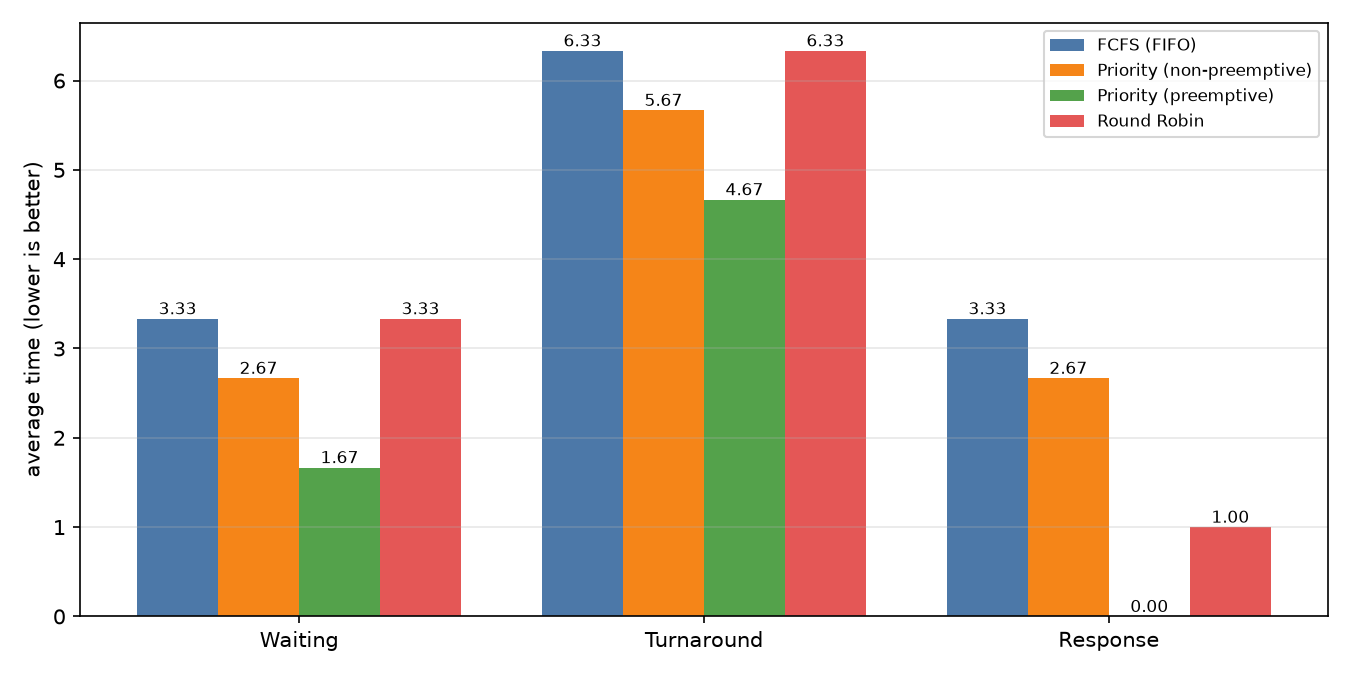 6.33
6.33
FCFS (FIFO)
Priority (non-preemptive)
Priority (preemptive)
Round Robin
5.67
4.67
3.33
3.33
2.67
1.67
3.33
2.67
0.00
1.00
average time (lower is better)
6
5
4
3
2
1
0
Waiting
Turnaround
Response